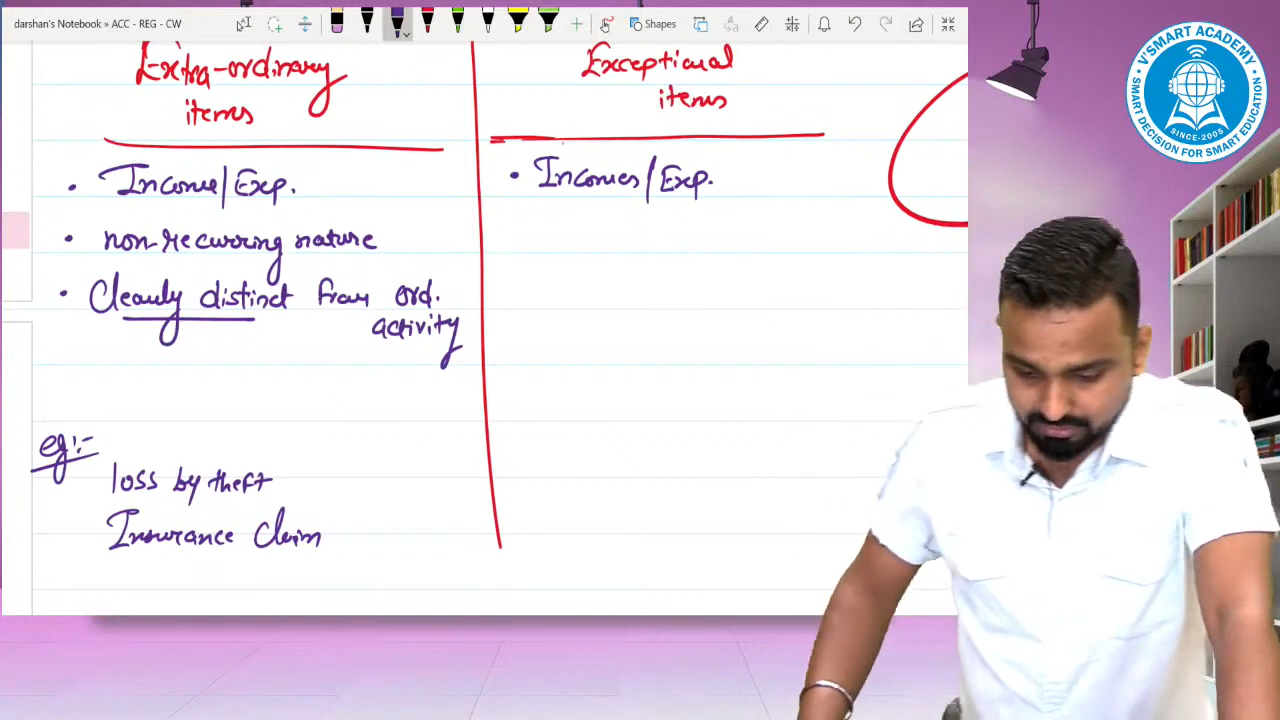 darshan's Notebook » ACC - REG - CW
Shapes
Extra-ordinary
items
Exceptional
items
• Income/Exp.
• Incomes/Exp.
• non-recurring nature
• Clearly distinct from ord.
activity
eg:-
loss by theft
Insurance Claim
V'SMART ACADEMY
SINCE-2005
SMART DECISION FOR SMART EDUCATION